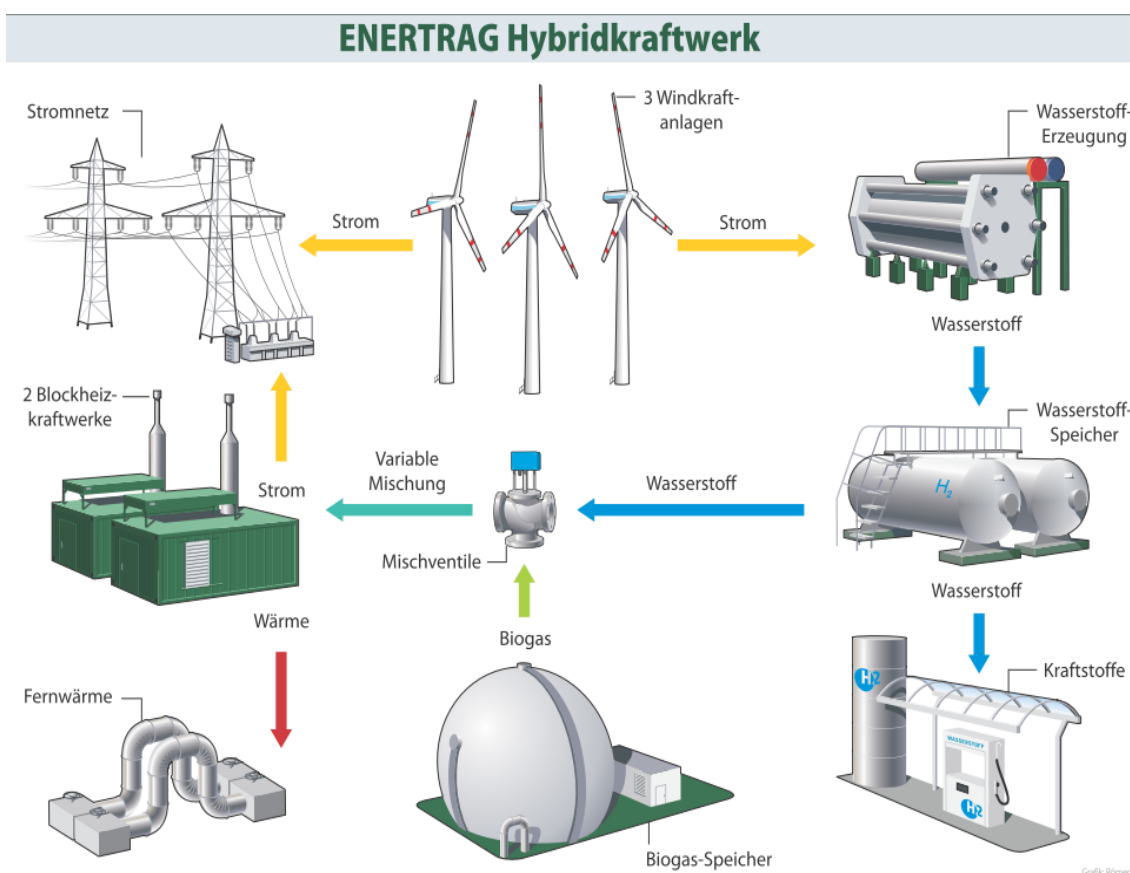 ENERTRAG Hybridkraftwerk
Stromnetz
3 Windkraft-
anlagen
Wasserstoff-
Erzeugung
Strom
Strom
Wasserstoff
2 Blockheiz-
kraftwerke
Wasserstoff-
Speicher
Variable
Mischung
Wasserstoff
Strom
H2
Mischventile
Wasserstoff
Wärme
Biogas
Kraftstoffe
H2
Fernwärme
WASSERSTOFF
H2
Biogas-Speicher